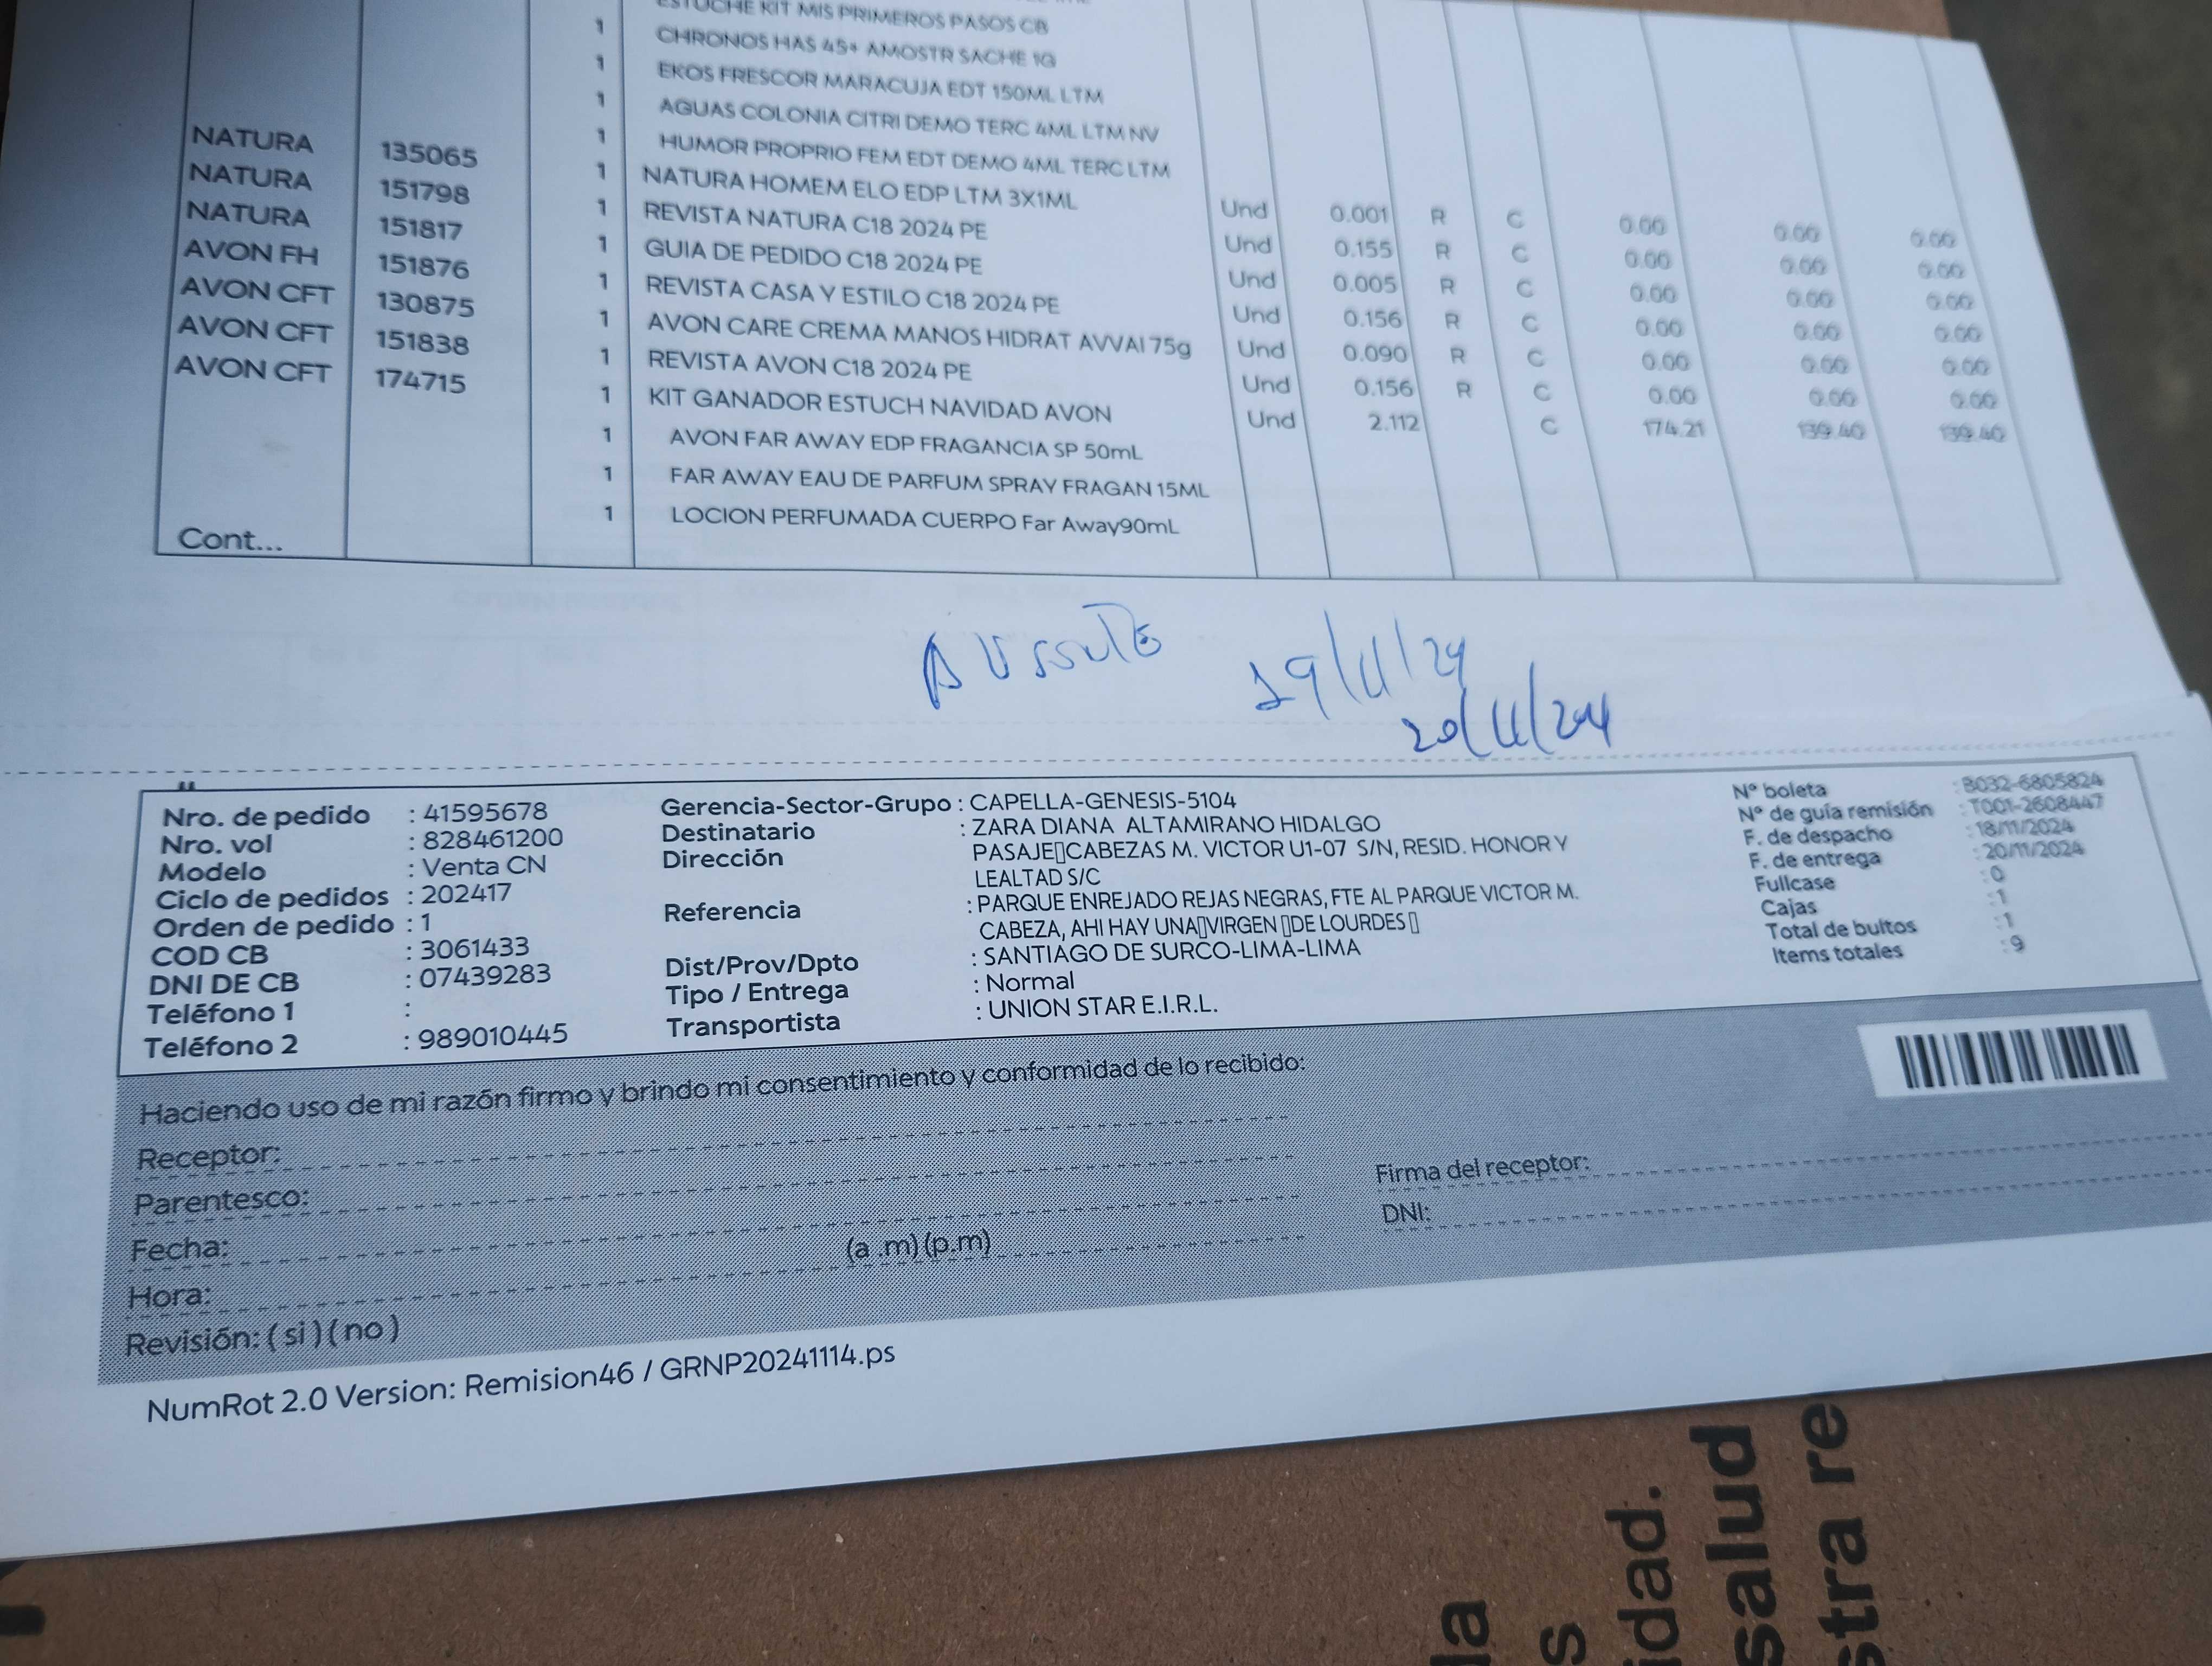 ESTUCHE KIT MIS PRIMEROS PASOS CB
1 CHRONOS HAS 45+ AMOSTR SACHE 1G
1 EKOS FRESCOR MARACUJA EDT 150ML LTM
1 AGUAS COLONIA CITRI DEMO TERC 4ML LTM NV
1 HUMOR PROPRIO FEM EDT DEMO 4ML TERC LTM
NATURA 135065 1 NATURA HOMEM ELO EDP LTM 3X1ML Und 0.001 R C 0.00 0.00 0.00
NATURA 151798 1 REVISTA NATURA C18 2024 PE Und 0.155 R C 0.00 0.00 0.00
NATURA 151817 1 GUIA DE PEDIDO C18 2024 PE Und 0.005 R C 0.00 0.00 0.00
AVON FH 151876 1 REVISTA CASA Y ESTILO C18 2024 PE Und 0.156 R C 0.00 0.00 0.00
AVON CFT 130875 1 AVON CARE CREMA MANOS HIDRAT AVVAI 75g Und 0.090 R C 0.00 0.00 0.00
AVON CFT 151838 1 REVISTA AVON C18 2024 PE Und 0.156 R C 0.00 0.00 0.00
AVON CFT 174715 1 KIT GANADOR ESTUCH NAVIDAD AVON Und 2.112 C 174.21 139.40 139.40
1 AVON FAR AWAY EDP FRAGANCIA SP 50mL
1 FAR AWAY EAU DE PARFUM SPRAY FRAGAN 15ML
1 LOCION PERFUMADA CUERPO Far Away90mL
Cont...
19/11/24
20/11/24
Nro. de pedido : 41595678
Nro. vol : 828461200
Modelo : Venta CN
Ciclo de pedidos : 202417
Orden de pedido : 1
COD CB : 3061433
DNI DE CB : 07439283
Teléfono 1 :
Teléfono 2 : 989010445
Gerencia-Sector-Grupo : CAPELLA-GENESIS-5104
Destinatario : ZARA DIANA ALTAMIRANO HIDALGO
Dirección PASAJE▯CABEZAS M. VICTOR U1-07 S/N, RESID. HONOR Y
LEALTAD S/C
Referencia : PARQUE ENREJADO REJAS NEGRAS, FTE AL PARQUE VICTOR M.
CABEZA, AHI HAY UNA▯VIRGEN ▯DE LOURDES ▯
Dist/Prov/Dpto : SANTIAGO DE SURCO-LIMA-LIMA
Tipo / Entrega : Normal
Transportista : UNION STAR E.I.R.L.
N° boleta : B032-6805824
N° de guía remisión : T001-2608447
F. de despacho : 18/11/2024
F. de entrega : 20/11/2024
Fullcase : 0
Cajas : 1
Total de bultos : 1
Items totales : 9
Haciendo uso de mi razón firmo y brindo mi consentimiento y conformidad de lo recibido:
Receptor:
Parentesco:
Fecha:
Hora: (a .m) (p.m)
Revisión: ( si ) ( no )
Firma del receptor:
DNI:
NumRot 2.0 Version: Remision46 / GRNP20241114.ps
la
s
idad.
salud
stra re